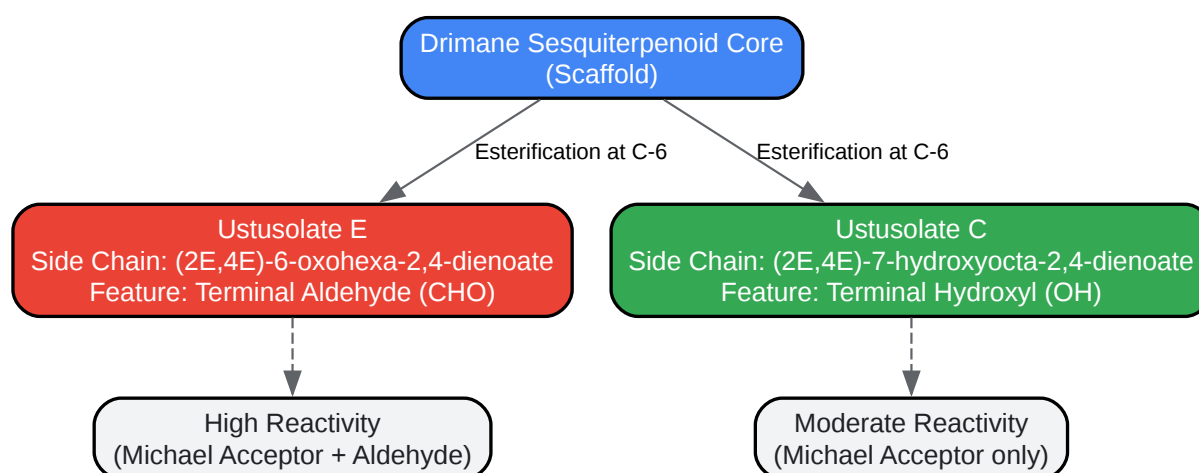 Drimane Sesquiterpenoid Core
(Scaffold)
Esterification at C-6
Esterification at C-6
Ustusolate E
Side Chain: (2E,4E)-6-oxohexa-2,4-dienoate
Feature: Terminal Aldehyde (CHO)
Ustusolate C
Side Chain: (2E,4E)-7-hydroxyocta-2,4-dienoate
Feature: Terminal Hydroxyl (OH)
High Reactivity
(Michael Acceptor + Aldehyde)
Moderate Reactivity
(Michael Acceptor only)